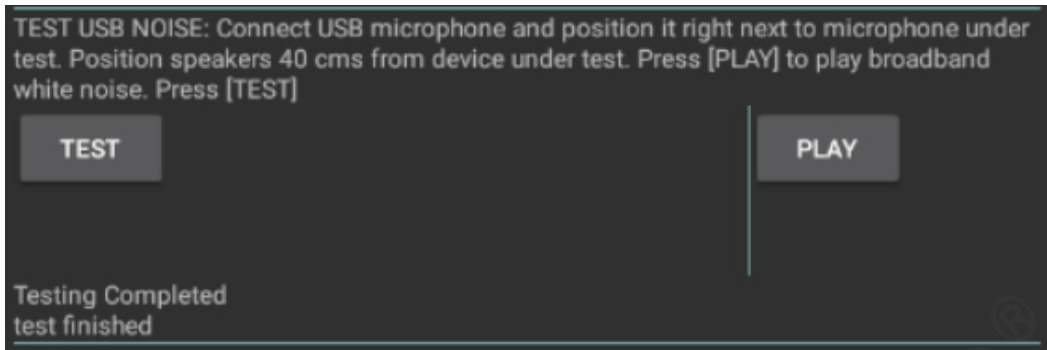 TEST USB NOISE: Connect USB microphone and position it right next to microphone under
test. Position speakers 40 cms from device under test. Press [PLAY] to play broadband
white noise. Press [TEST]
TEST
PLAY
Testing Completed
test finished